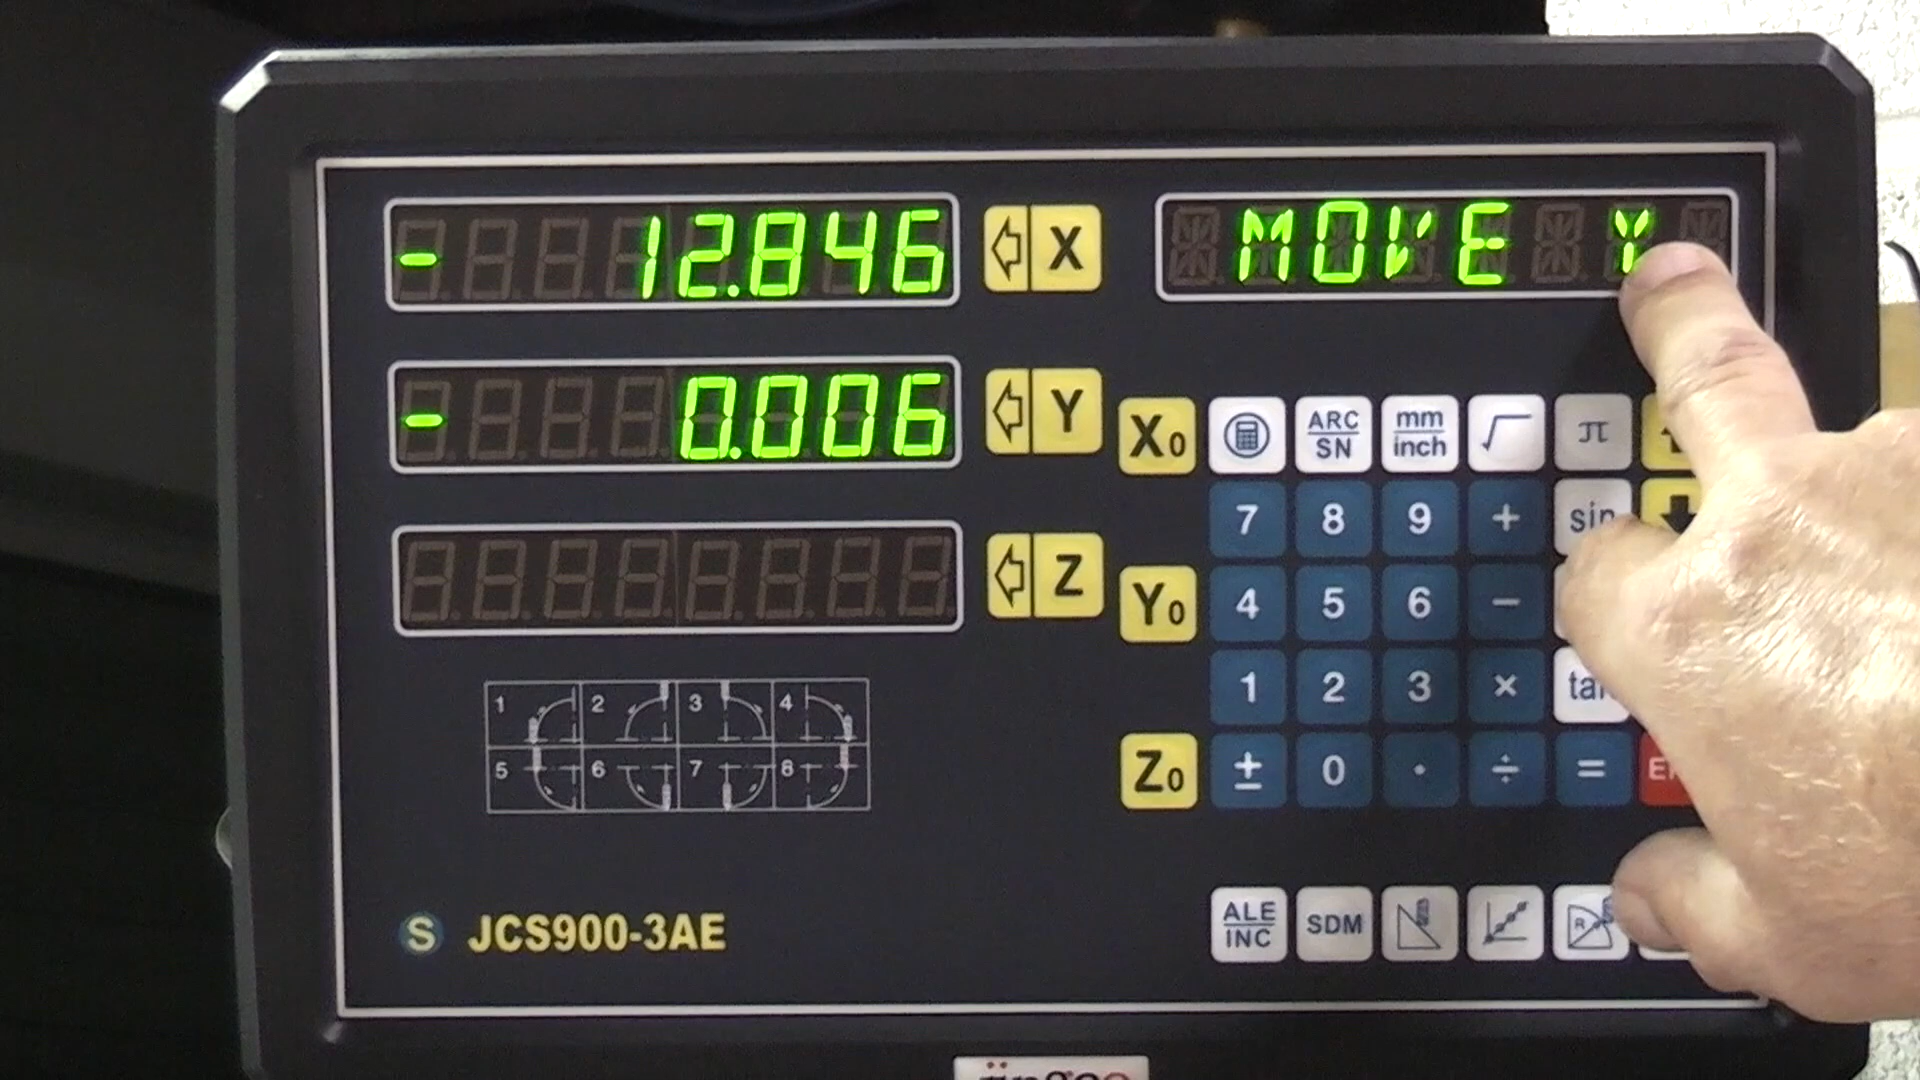 - 12.846
X
MOVE Y
- 0.006
Y
X0
ARC
SN
mm
inch
√
π
7 8 9 + sin
Z
Y0
4 5 6 −
1 2 3 4
5 6 7 8
1 2 3 ×
Z0
± 0 · ÷ =
S JCS900-3AE
ALE
INC
SDM
R